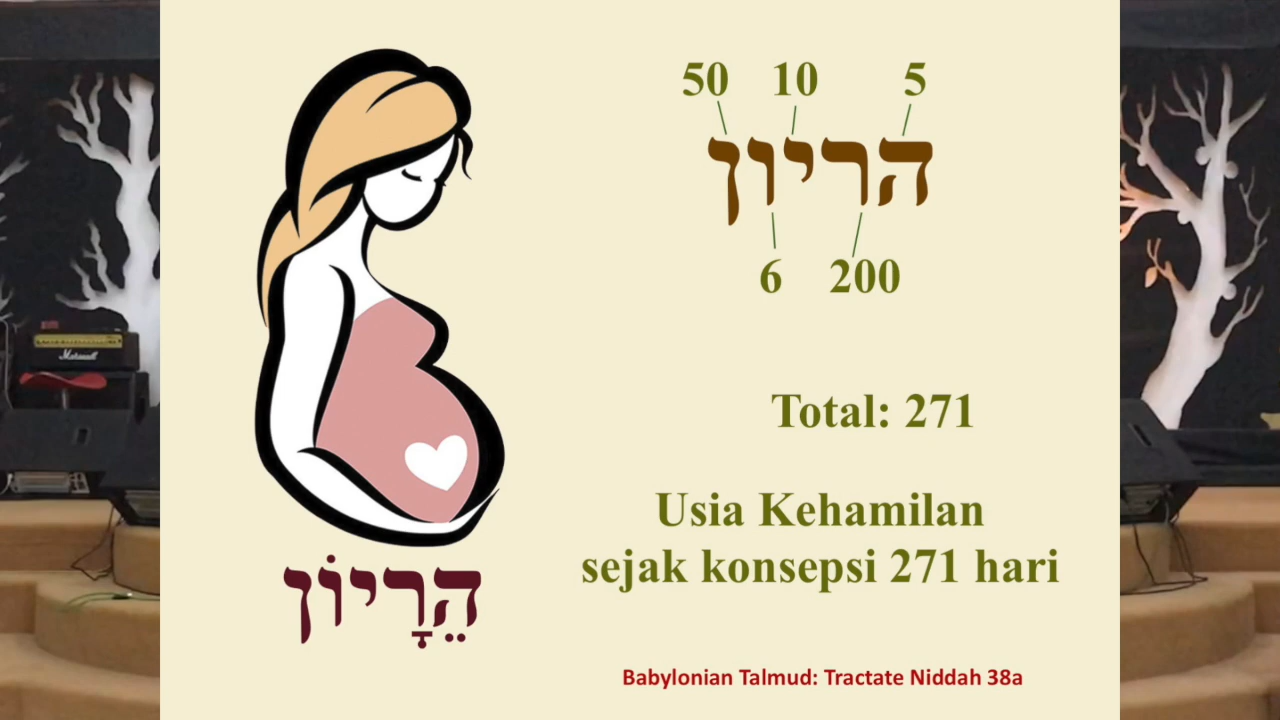 50 10 5
הריון
6 200
Total: 271
Usia Kehamilan
sejak konsepsi 271 hari
הֵרָיוֹן
Babylonian Talmud: Tractate Niddah 38a
Marshall